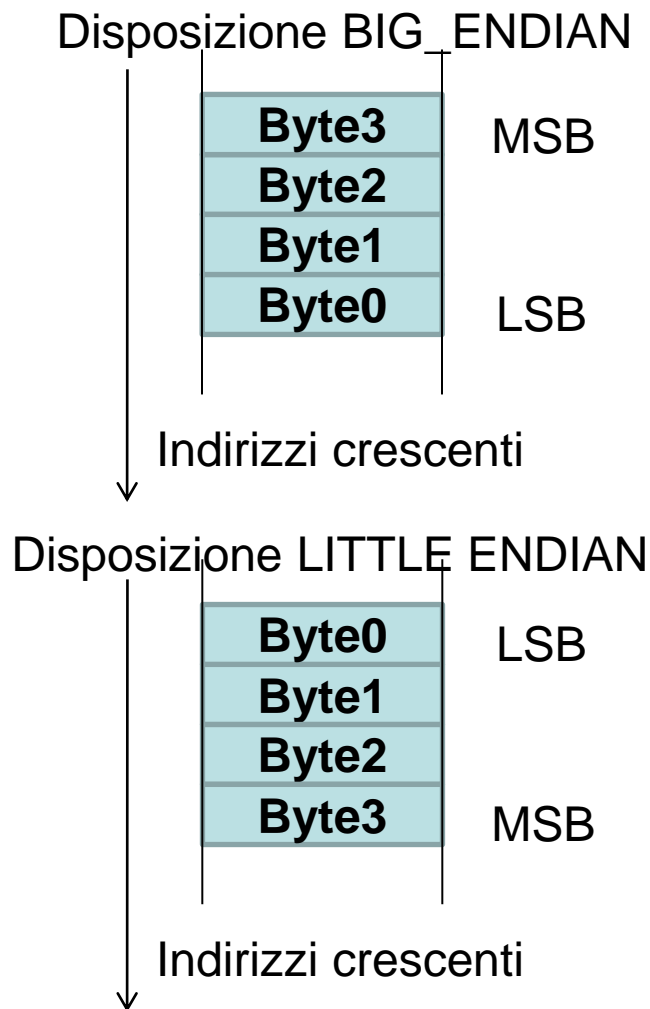 Disposizione BIG_ENDIAN
Byte3 MSB
Byte2
Byte1
Byte0 LSB
Indirizzi crescenti
Disposizione LITTLE ENDIAN
Byte0 LSB
Byte1
Byte2
Byte3 MSB
Indirizzi crescenti